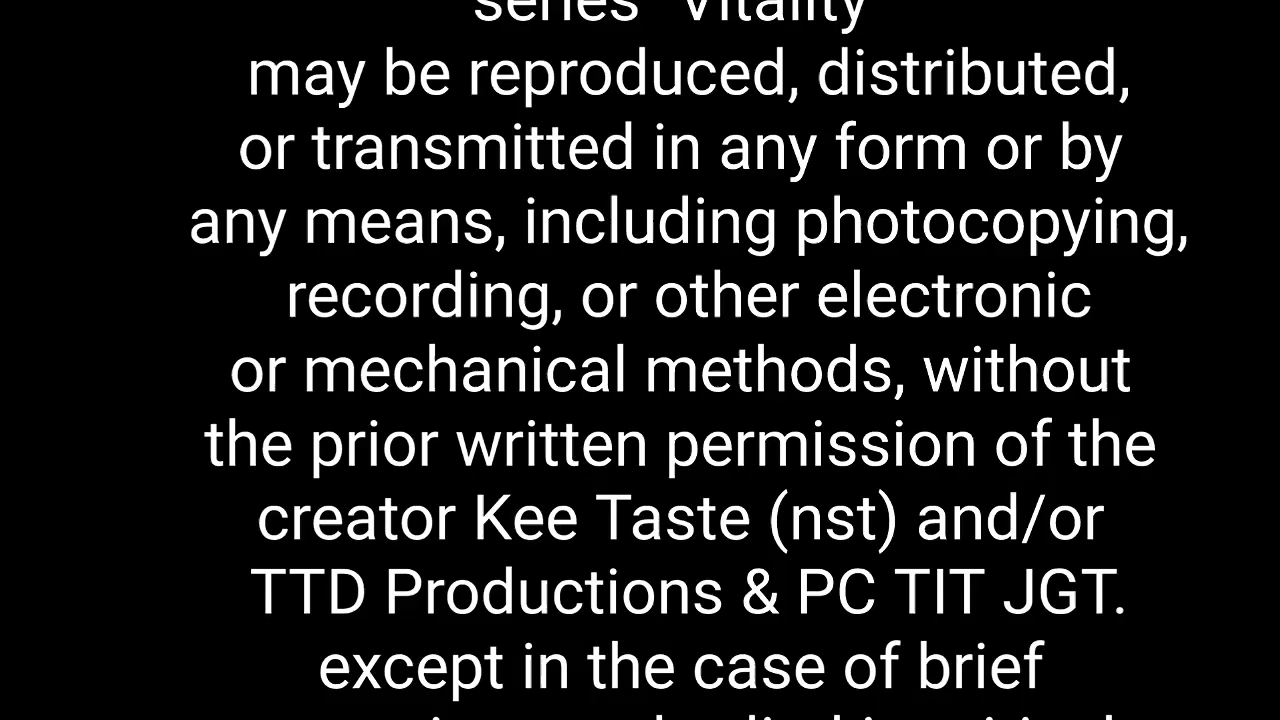 series "Vitality"
may be reproduced, distributed,
or transmitted in any form or by
any means, including photocopying,
recording, or other electronic
or mechanical methods, without
the prior written permission of the
creator Kee Taste (nst) and/or
TTD Productions & PC TIT JGT.
except in the case of brief